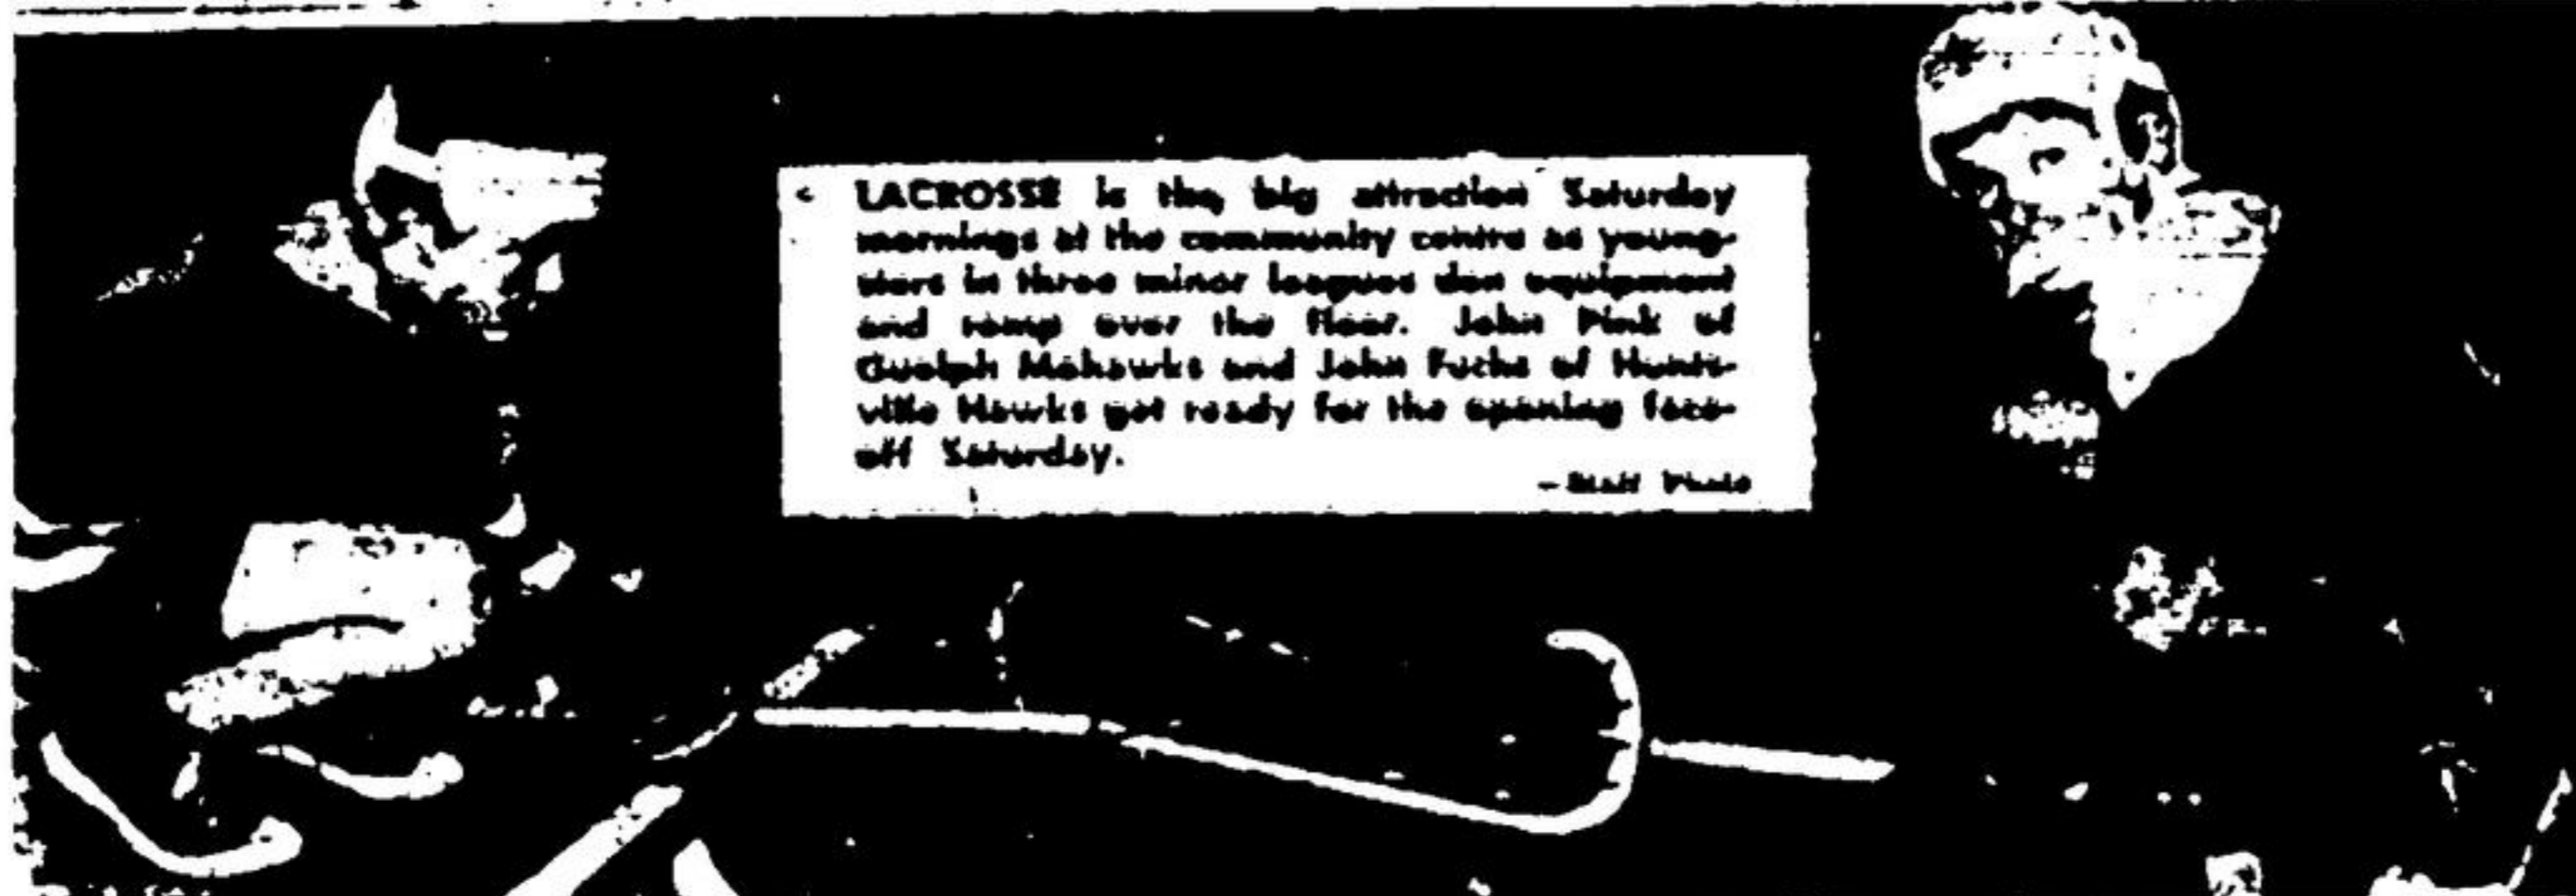 LACROSSE is the big attraction Saturday
mornings at the community centre as young-
sters in three minor leagues don equipment
and romp over the floor. John Pink of
Guelph Mohawks and John Fuchs of Hunts-
ville Hawks get ready for the opening face-
off Saturday.
—Staff Photo